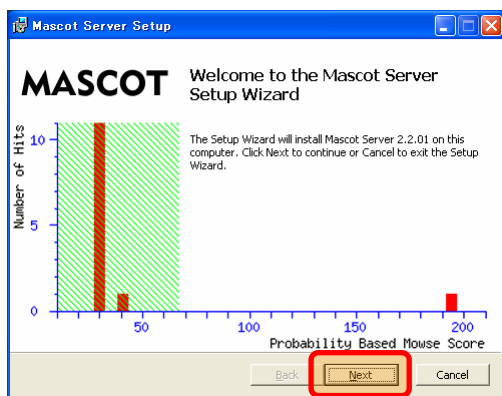 Mascot Server Setup
MASCOT
Welcome to the Mascot Server
Setup Wizard
The Setup Wizard will install Mascot Server 2.2.01 on this
computer. Click Next to continue or Cancel to exit the Setup
Wizard.
Number of Hits
10
5
0
50 100 150 200
Probability Based Mowse Score
Back Next Cancel